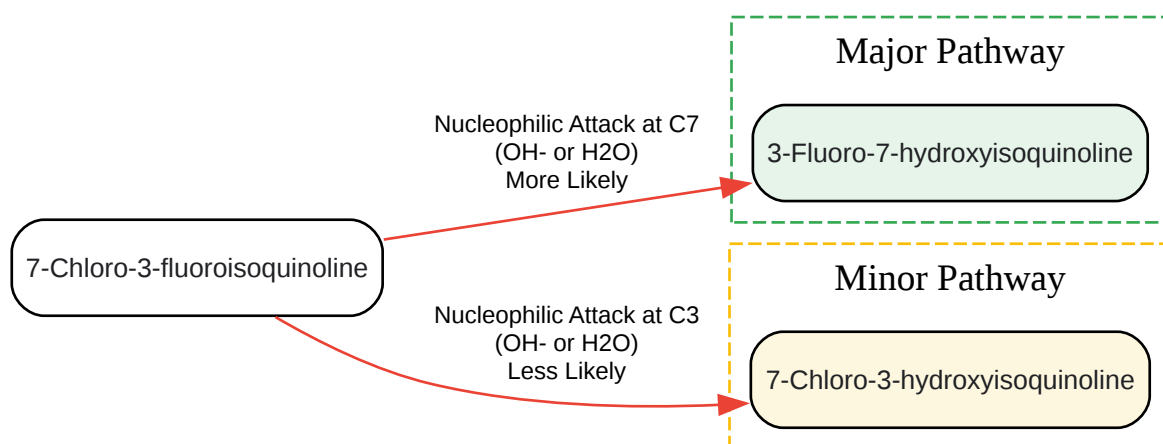 Major Pathway
Nucleophilic Attack at C7
(OH- or H2O)
More Likely
3-Fluoro-7-hydroxyisoquinoline
7-Chloro-3-fluoroisoquinoline
Minor Pathway
Nucleophilic Attack at C3
(OH- or H2O)
Less Likely
7-Chloro-3-hydroxyisoquinoline